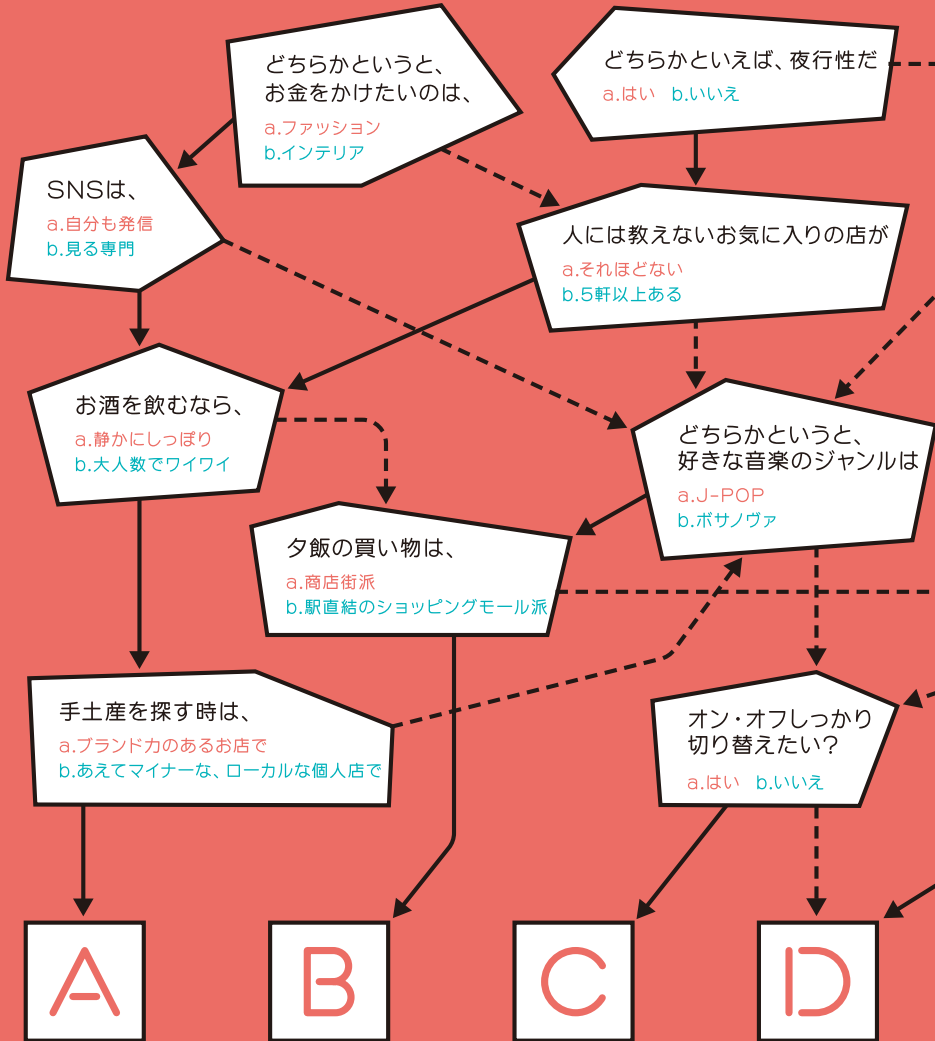 どちらかというと、
お金をかけたいのは、
a.ファッション
b.インテリア
どちらかといえば、夜行性だ
a.はい b.いいえ
SNSは、
a.自分も発信
b.見る専門
人には教えないお気に入りの店が
a.それほどない
b.5軒以上ある
お酒を飲むなら、
a.静かにしっぽり
b.大人数でワイワイ
どちらかというと、
好きな音楽のジャンルは
a.J-POP
b.ボサノヴァ
夕飯の買い物は、
a.商店街派
b.駅直結のショッピングモール派
手土産を探す時は、
a.ブランド力のあるお店で
b.あえてマイナーな、ローカルな個人店で
オン・オフしっかり
切り替えたい?
a.はい b.いいえ
A
B
C
D